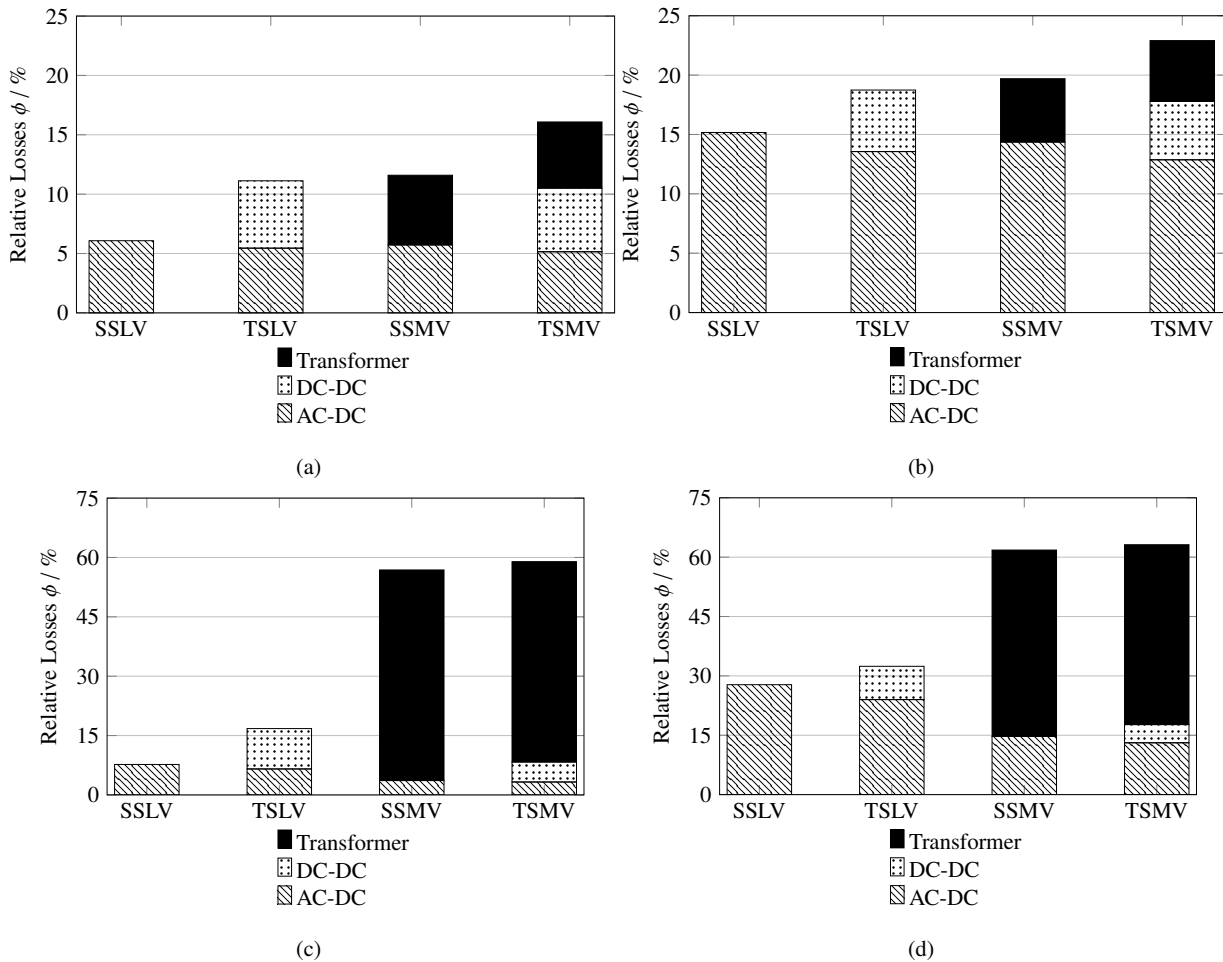 25
20
15
10
5
0
Relative Losses ϕ / %
SSLV TSLV SSMV TSMV
Transformer
DC-DC
AC-DC
(a)
25
20
15
10
5
0
Relative Losses ϕ / %
SSLV TSLV SSMV TSMV
Transformer
DC-DC
AC-DC
(b)
75
60
45
30
15
0
Relative Losses ϕ / %
SSLV TSLV SSMV TSMV
Transformer
DC-DC
AC-DC
(c)
75
60
45
30
15
0
Relative Losses ϕ / %
SSLV TSLV SSMV TSMV
Transformer
DC-DC
AC-DC
(d)